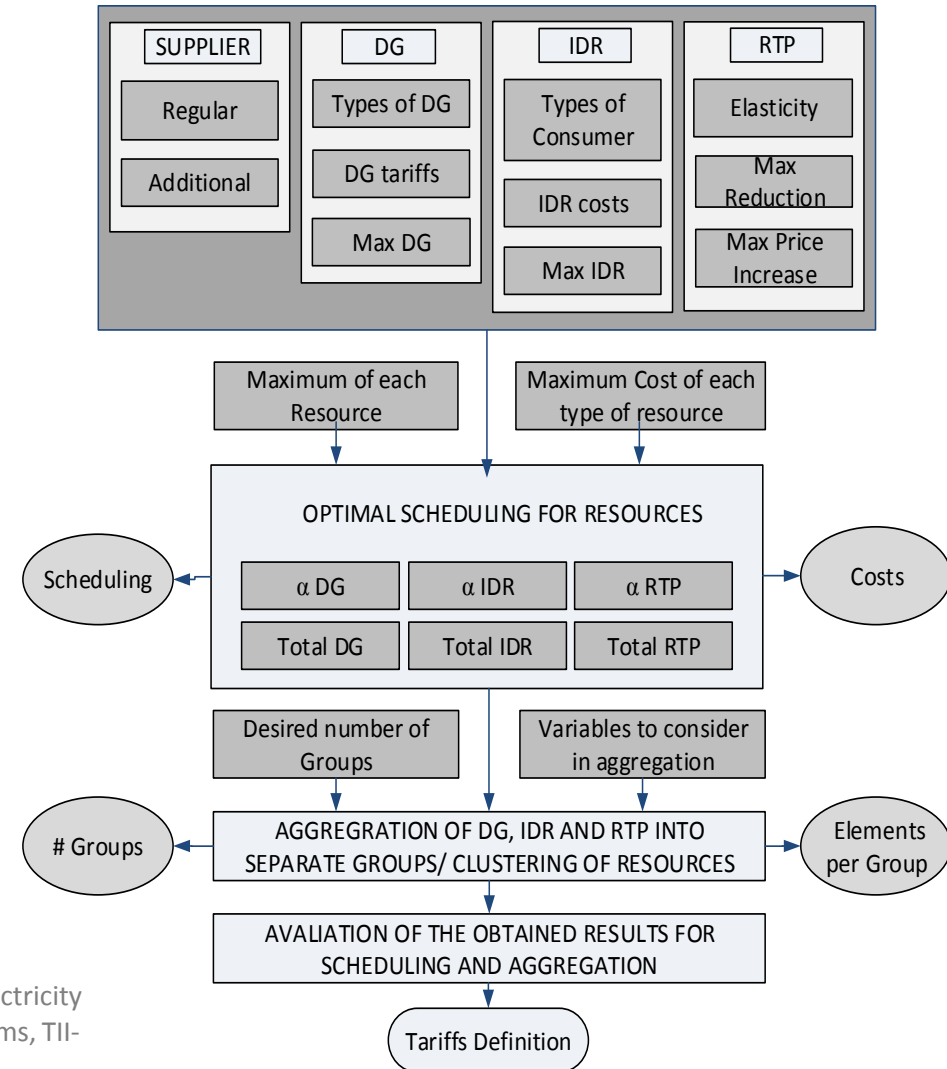 SUPPLIER
Regular
Additional
DG
Types of DG
DG tariffs
Max DG
IDR
Types of
Consumer
IDR costs
Max IDR
RTP
Elasticity
Max
Reduction
Max Price
Increase
Maximum of each
Resource
Maximum Cost of each
type of resource
OPTIMAL SCHEDULING FOR RESOURCES
α DG
α IDR
α RTP
Total DG
Total IDR
Total RTP
Scheduling
Costs
Desired number of
Groups
Variables to consider
in aggregation
AGGREGRATION OF DG, IDR AND RTP INTO
SEPARATE GROUPS/ CLUSTERING OF RESOURCES
# Groups
Elements
per Group
AVALIATION OF THE OBTAINED RESULTS FOR
SCHEDULING AND AGGREGATION
Tariffs Definition
ctricity
ms, TII-